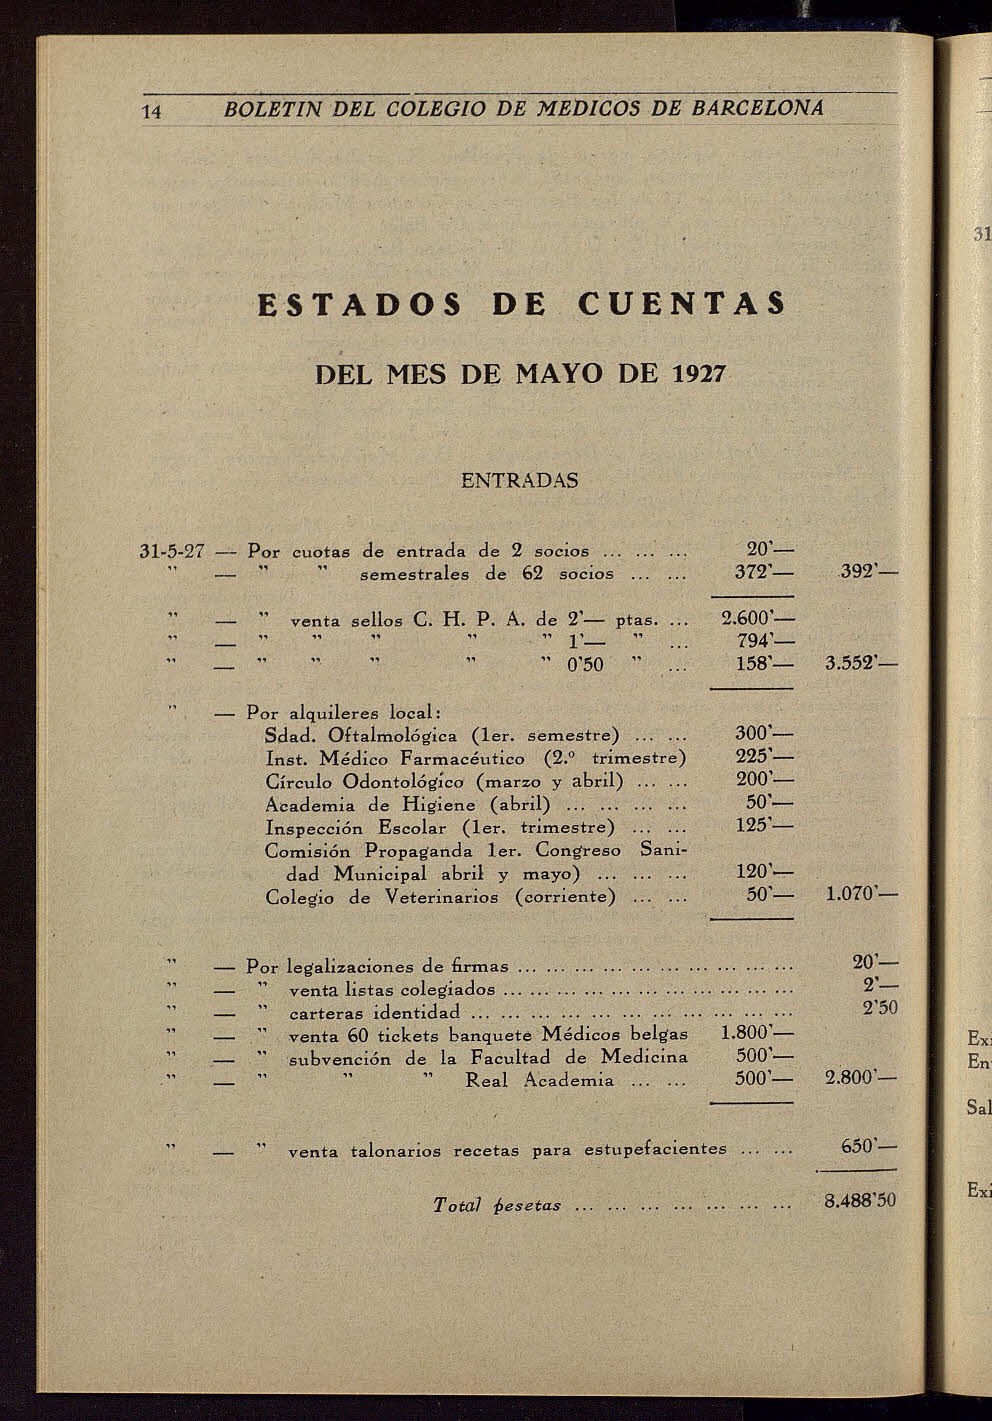 14 BOLETIN DEL COLEGIO DE MEDICOS DE BARCELONA
ESTADOS DE CUENTAS
DEL MES DE MAYO DE 1927
ENTRADAS
31-5-27 — Por cuotas de entrada de 2 socios ... ... ... 20'—
" — " " semestrales de 62 socios ... ... 372'— 392'—
" — " venta sellos C. H. P. A. de 2'— ptas. ... 2.600'—
" — " " " " " 1'— " ... 794'—
" — " " " " " 0'50 " ... 158'— 3.552'—
" — Por alquileres local:
Sdad. Oftalmológica (1er. semestre) ... ... 300'—
Inst. Médico Farmacéutico (2.º trimestre) 225'—
Círculo Odontológico (marzo y abril) ... ... 200'—
Academia de Higiene (abril) ... ... ... ... 50'—
Inspección Escolar (1er. trimestre) ... ... 125'—
Comisión Propaganda 1er. Congreso Sani-
dad Municipal abril y mayo) ... ... ... 120'—
Colegio de Veterinarios (corriente) ... ... 50'— 1.070'—
" — Por legalizaciones de firmas ... ... ... ... ... ... ... ... ... ... 20'—
" — " venta listas colegiados ... ... ... ... ... ... ... ... ... ... ... 2'—
" — " carteras identidad ... ... ... ... ... ... ... ... ... ... ... 2'50
" — " venta 60 tickets banquete Médicos belgas 1.800'—
" — " subvención de la Facultad de Medicina 500'—
" — " " " Real Academia ... ... 500'— 2.800'—
" — " venta talonarios recetas para estupefacientes ... ... 650'—
Total pesetas ... ... ... ... ... ... ... 8.488'50
31
Sal